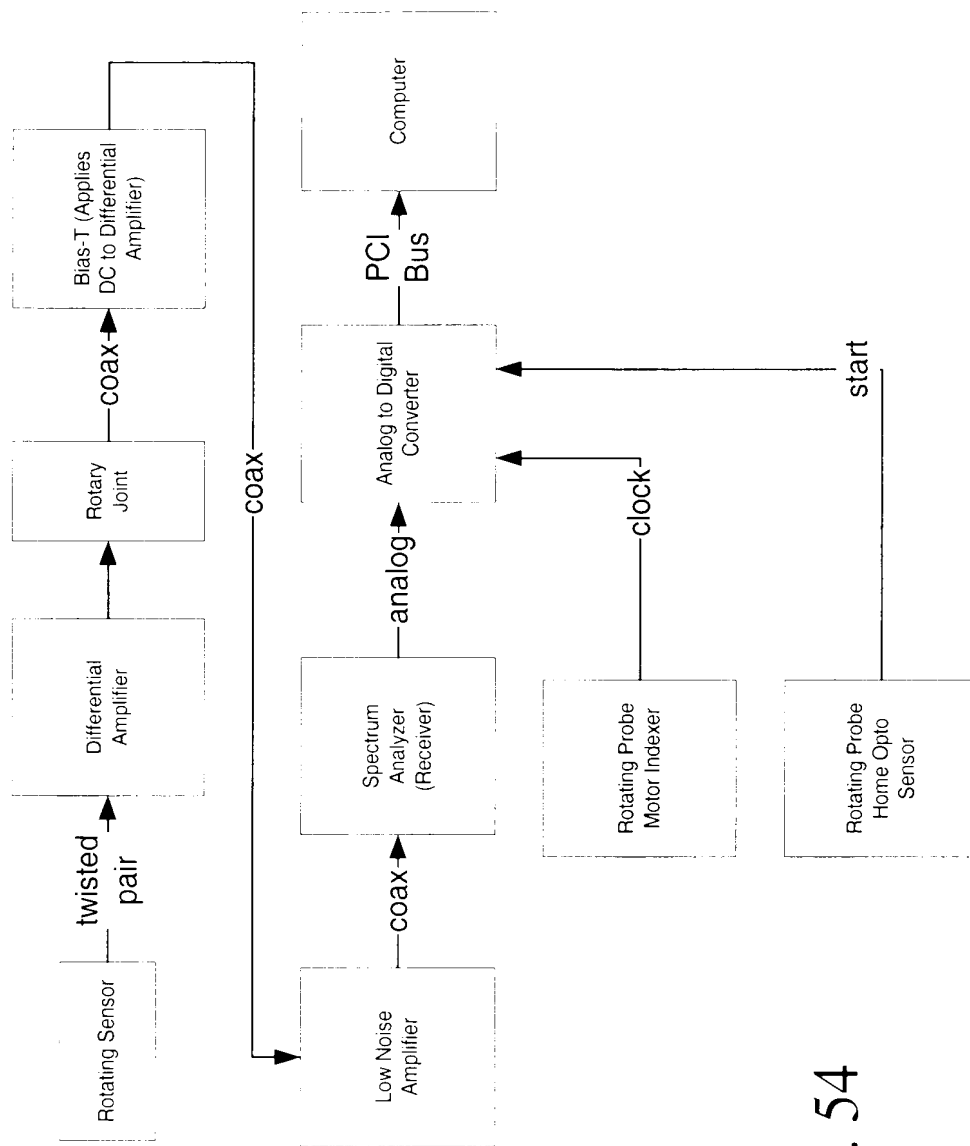 Rotating Sensor
twisted
pair
Differential
Amplifier
Rotary
Joint
coax
Bias-T (Applies
DC to Differential
Amplifier)
coax
Low Noise
Amplifier
coax
Spectrum
Analyzer
(Receiver)
analog
Analog to Digital
Converter
PCI
Bus
Computer
Rotating Probe
Motor Indexer
clock
Rotating Probe
Home Opto
Sensor
start
. 54